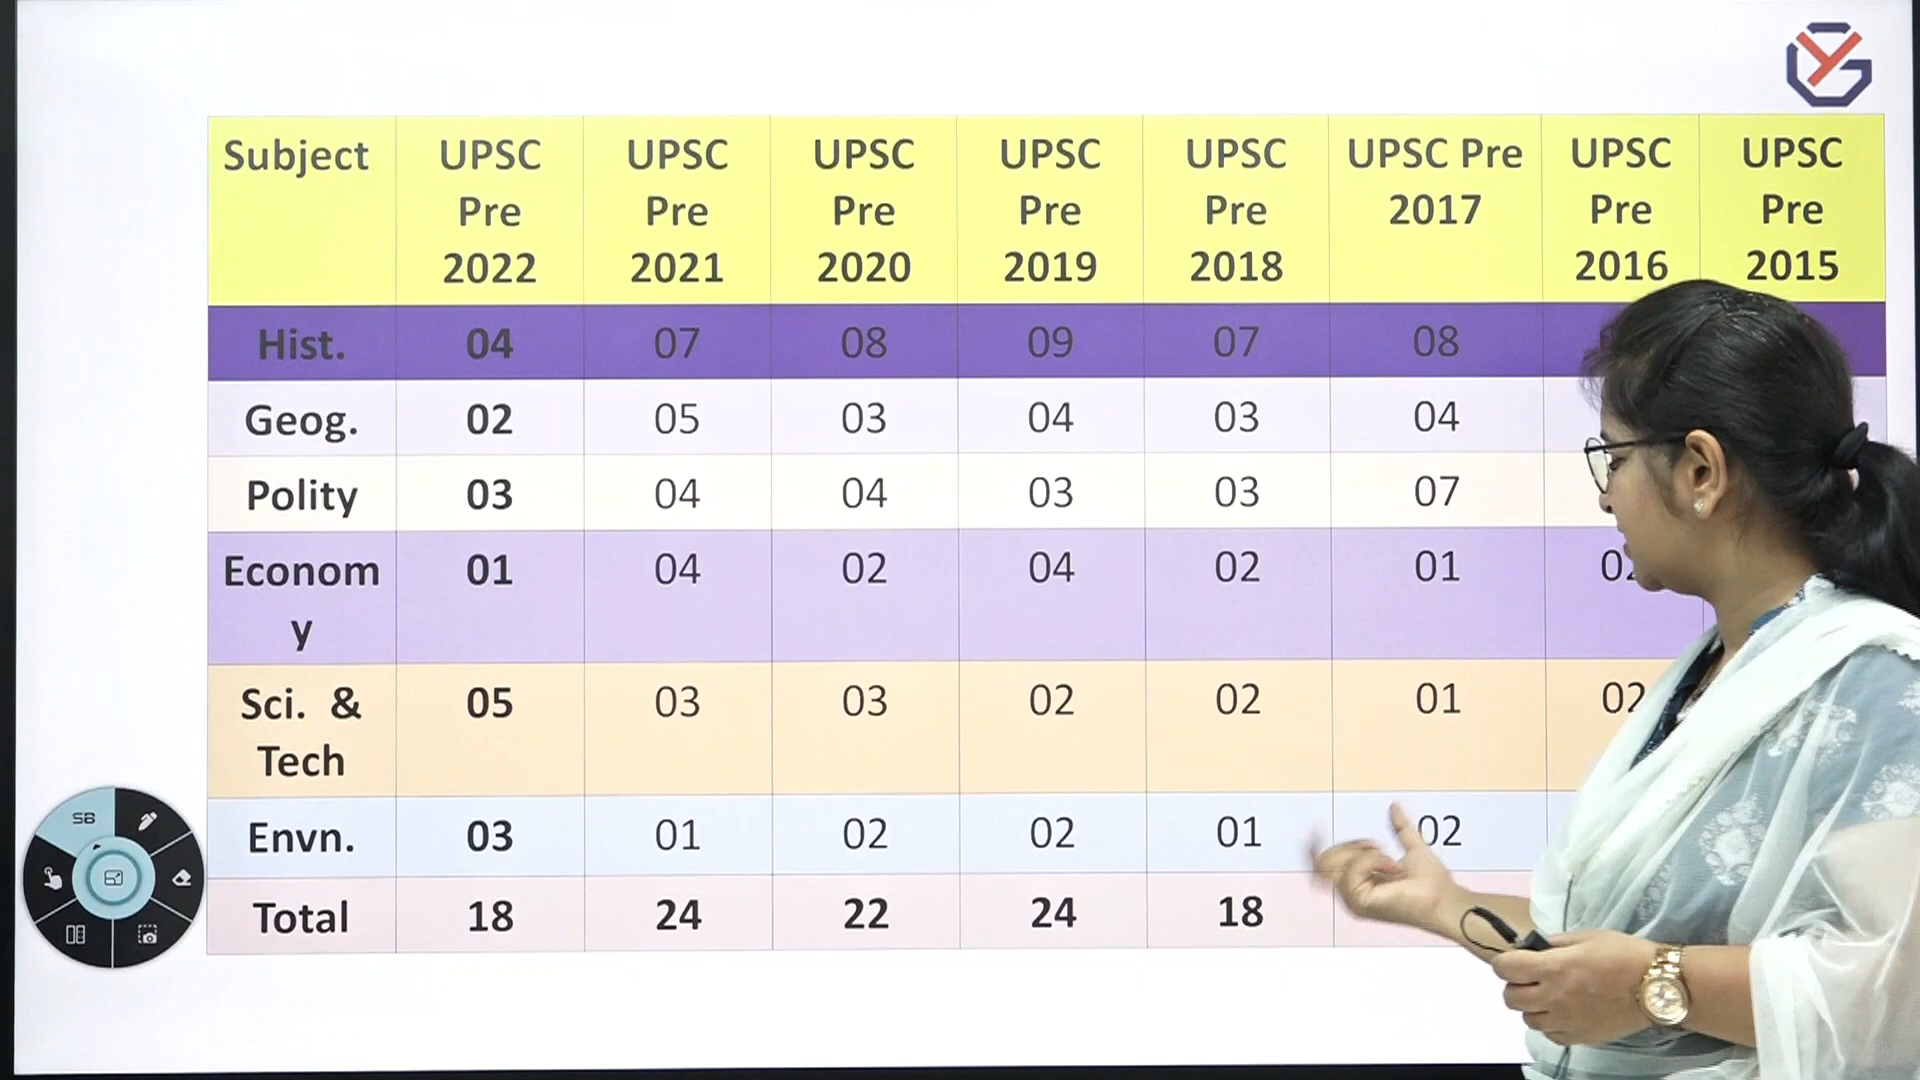 Subject UPSC Pre 2022 UPSC Pre 2021 UPSC Pre 2020 UPSC Pre 2019 UPSC Pre 2018 UPSC Pre 2017 UPSC Pre 2016 UPSC Pre 2015
Hist. 04 07 08 09 07 08
Geog. 02 05 03 04 03 04
Polity 03 04 04 03 03 07
Economy 01 04 02 04 02 01
Sci. & Tech 05 03 03 02 02 01 02
Envn. 03 01 02 02 01 02
Total 18 24 22 24 18
SB